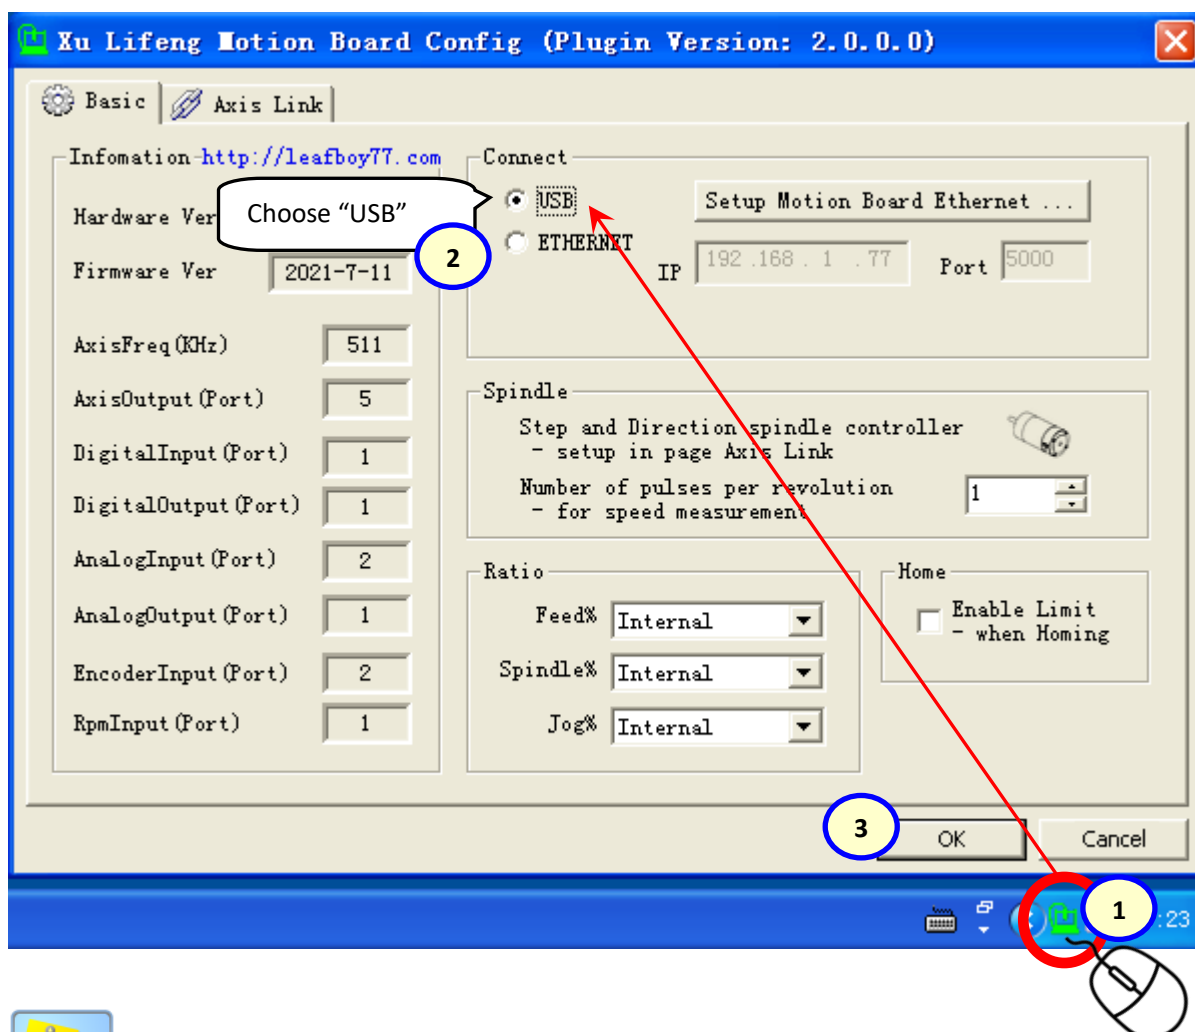 Xu Lifeng Motion Board Config (Plugin Version: 2.0.0.0)
Basic
Axis Link
Infomation-http://leafboy77.com
Hardware Ver
Choose “USB”
2
Firmware Ver 2021-7-11
AxisFreq(KHz) 511
AxisOutput(Port) 5
DigitalInput(Port) 1
DigitalOutput(Port) 1
AnalogInput(Port) 2
AnalogOutput(Port) 1
EncoderInput(Port) 2
RpmInput(Port) 1
Connect
USB
Setup Motion Board Ethernet ...
ETHERNET
IP 192.168.1.77 Port 5000
Spindle
Step and Direction spindle controller
- setup in page Axis Link
Number of pulses per revolution
- for speed measurement
1
Ratio
Feed% Internal
Spindle% Internal
Jog% Internal
Home
Enable Limit
- when Homing
3
OK
Cancel
1
:23